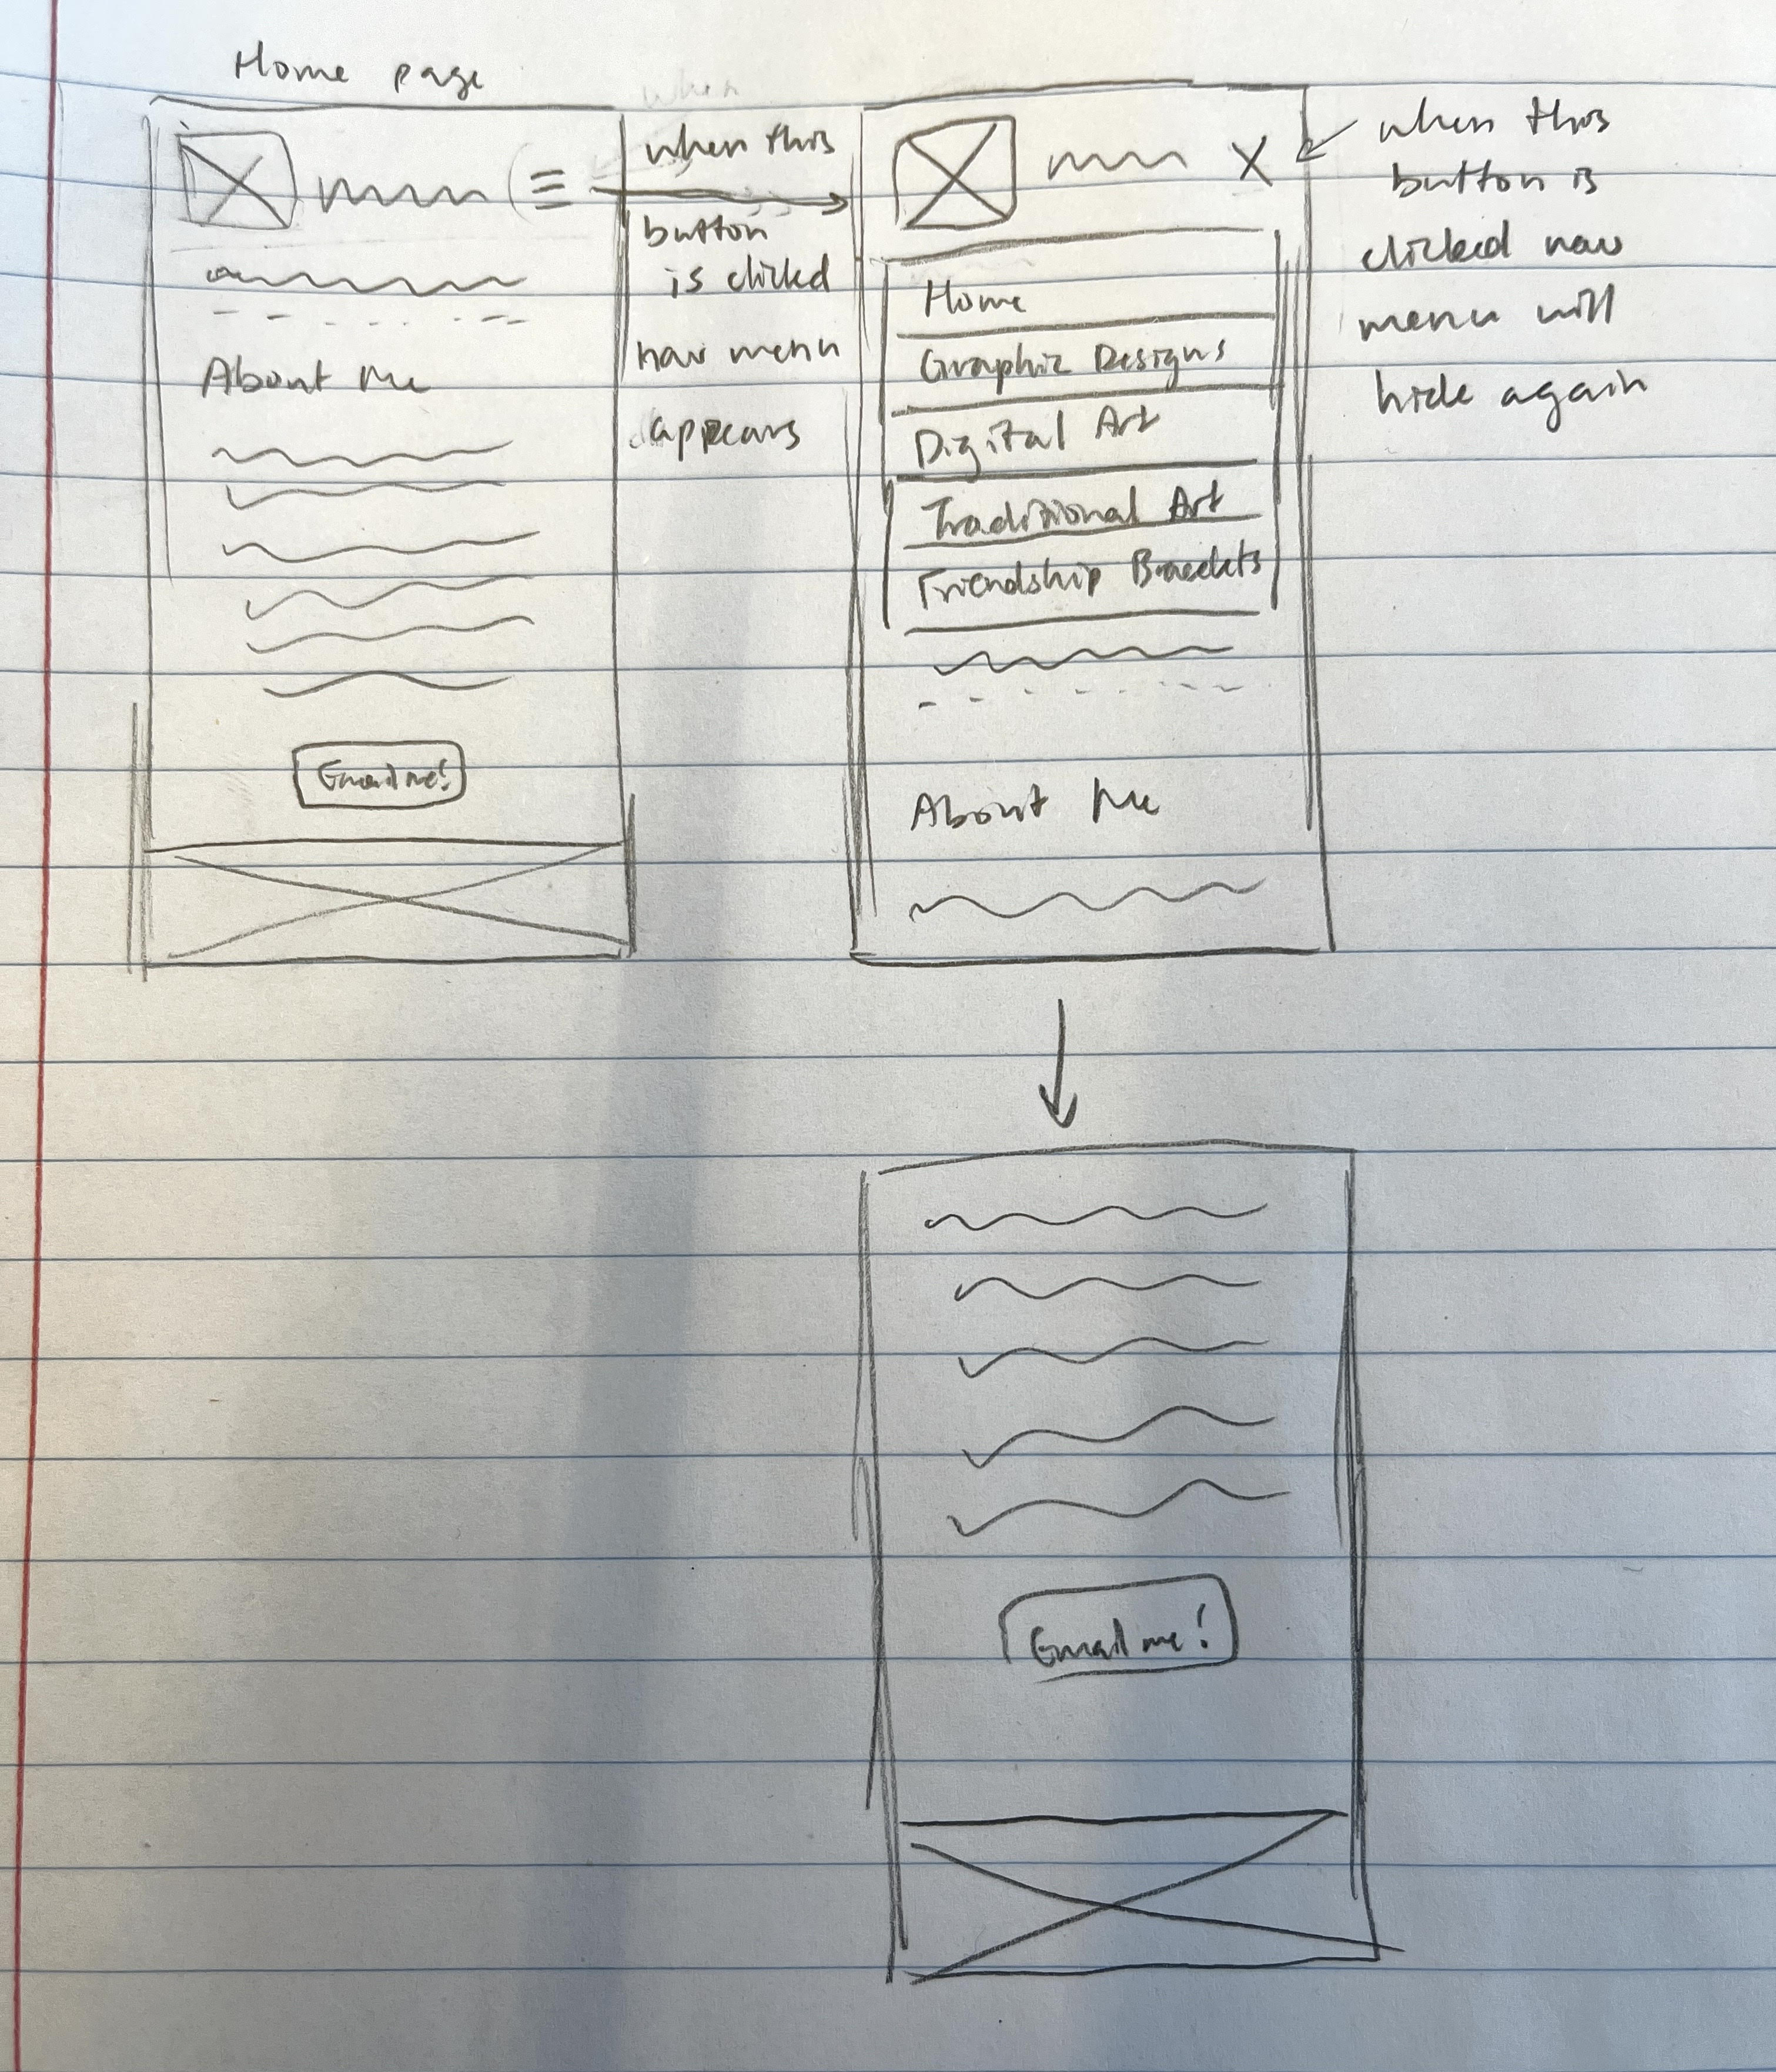 Home page
when
when this
button
is clicked
nav menu
appears
About Me
Email me!
when this
button is
clicked nav
menu will
hide again
X
Home
Graphic Designs
Digital Art
Traditional Art
Friendship Bracelets
About Me
Email me!